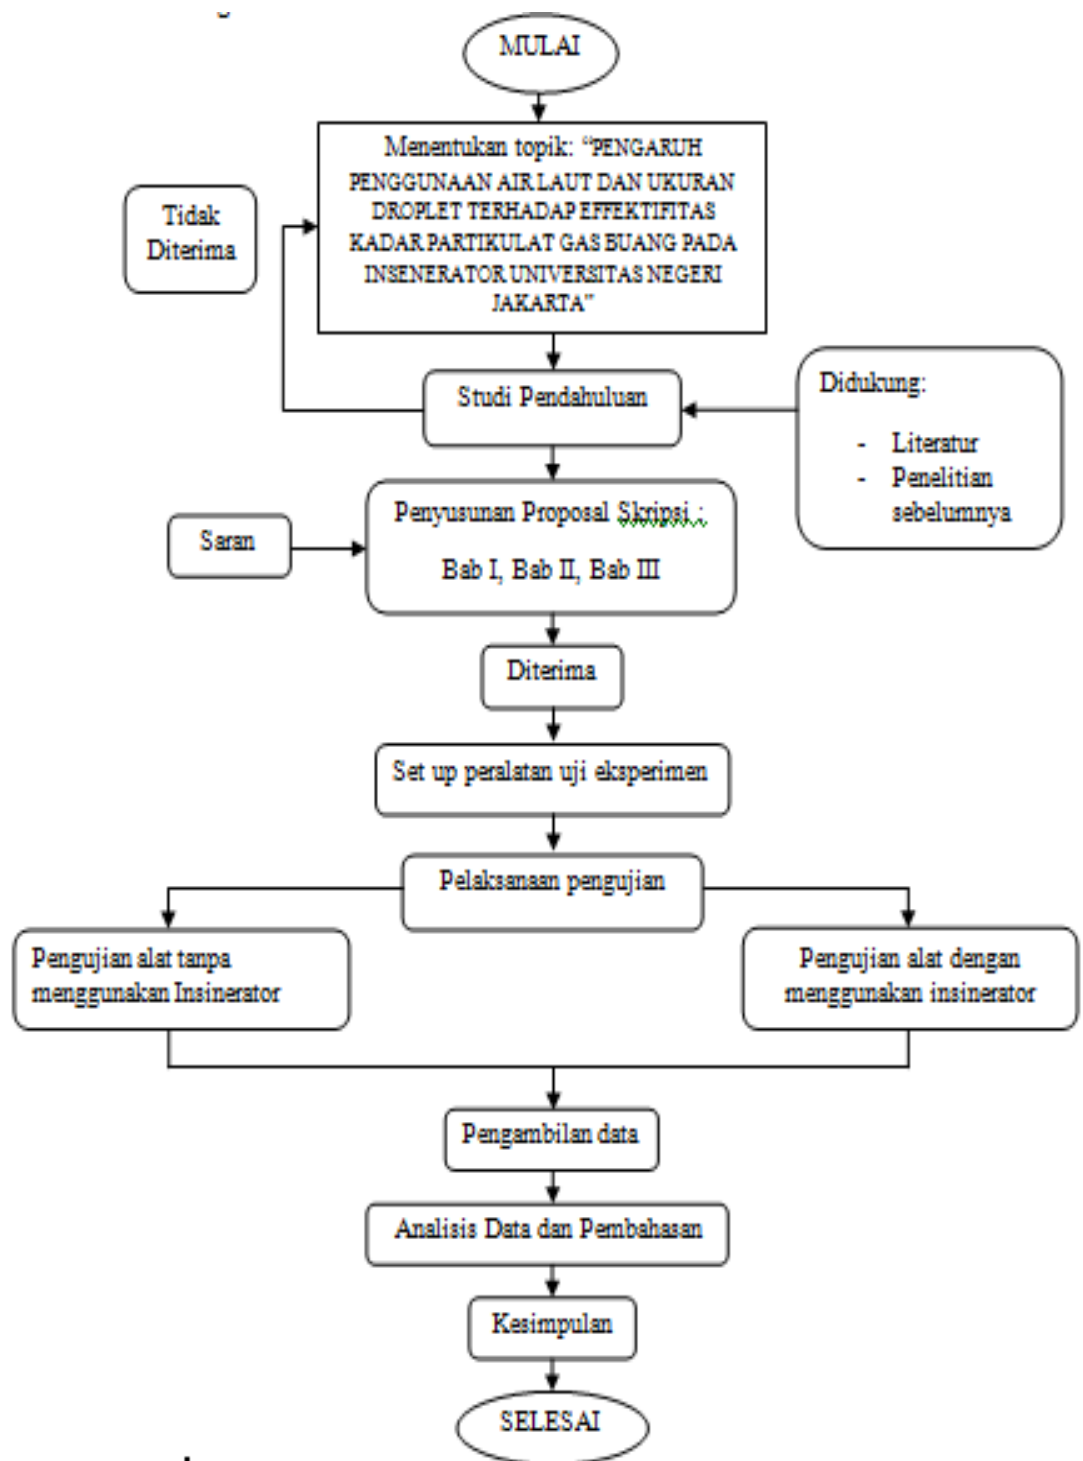 MULAI
Menentukan topik: “PENGARUH
PENGGUNAAN AIR LAUT DAN UKURAN
DROPLET TERHADAP EFFEKTIFITAS
KADAR PARTIKULAT GAS BUANG PADA
INSENERATOR UNIVERSITAS NEGERI
JAKARTA”
Tidak
Diterima
Studi Pendahuluan
Didukung:
- Literatur
- Penelitian
sebelumnya
Penyusunan Proposal Skripsi :
Bab I, Bab II, Bab III
Saran
Diterima
Set up peralatan uji eksperimen
Pelaksanaan pengujian
Pengujian alat tanpa
menggunakan Insinerator
Pengujian alat dengan
menggunakan insinerator
Pengambilan data
Analisis Data dan Pembahasan
Kesimpulan
SELESAI